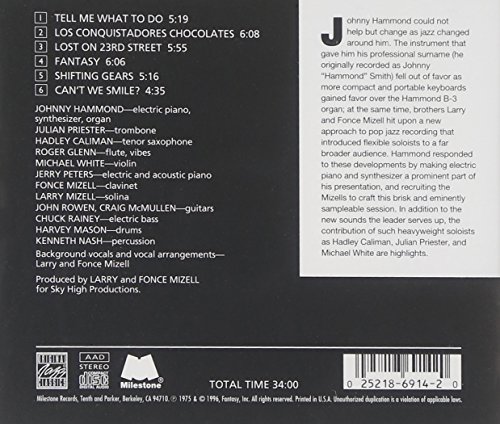 1 TELL ME WHAT TO DO 5:19
2 LOS CONQUISTADORES CHOCOLATES 6:08
3 LOST ON 23RD STREET 5:55
4 FANTASY 6:06
5 SHIFTING GEARS 5:16
6 CAN'T WE SMILE? 4:35
JOHNNY HAMMOND—electric piano,
synthesizer, organ
JULIAN PRIESTER—trombone
HADLEY CALIMAN—tenor saxophone
ROGER GLENN—flute, vibes
MICHAEL WHITE—violin
JERRY PETERS—electric and acoustic piano
FONCE MIZELL—clavinet
LARRY MIZELL—solina
JOHN ROWEN, CRAIG McMULLEN—guitars
CHUCK RAINEY—electric bass
HARVEY MASON—drums
KENNETH NASH—percussion
Background vocals and vocal arrangements—
Larry and Fonce Mizell
Produced by LARRY and FONCE MIZELL
for Sky High Productions.
Johnny Hammond could not
help but change as jazz changed
around him. The instrument that
gave him his professional surname (he
originally recorded as Johnny
"Hammond" Smith) fell out of favor as
more compact and portable keyboards
gained favor over the Hammond B-3
organ. At the same time, brothers Larry
and Fonce Mizell hit upon a new
approach to pop jazz recording that
introduced flexible soloists to a far
broader audience. Hammond responded
to these developments by making electric
piano and synthesizer a prominent part of
his presentation, and recruiting the
Mizells to craft this brisk and eminently
sampleable session. In addition to the
new sounds the leader serves up, the
contribution of such heavyweight soloists
as Hadley Caliman, Julian Priester, and
Michael White are highlights.
ORIGINAL
Jazz
CLASSICS
AAD
STEREO
COMPACT
disc
DIGITAL AUDIO
Milestone
TOTAL TIME 34:00
0 25218-6914-2 0
Milestone Records, Tenth and Parker, Berkeley, CA 94710. ℗ 1975 & © 1996, Fantasy, Inc. All rights reserved. Printed in U.S.A. Unauthorized duplication is a violation of applicable laws.